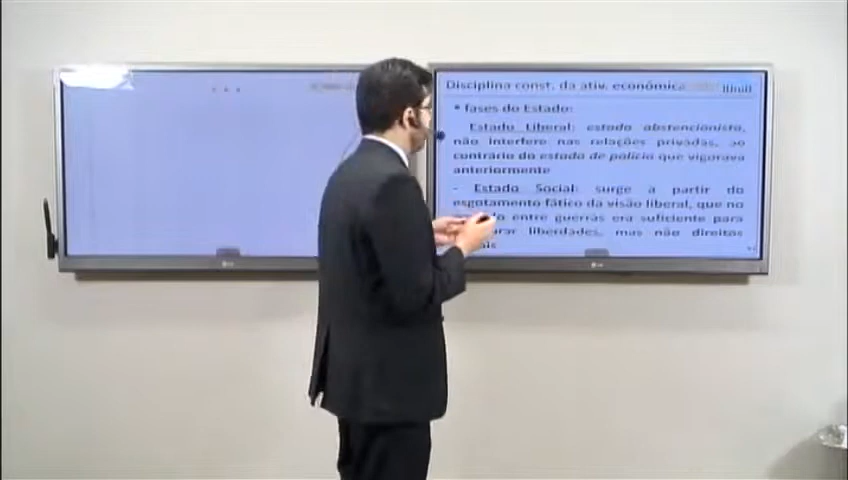 Disciplina const. da ativ. econômica
* fases do Estado:
Estado Liberal: estado abstencionista,
não interfere nas relações privadas, ao
contrário do estado de polícia que vigorava
anteriormente
- Estado Social: surge a partir do
esgotamento fático da visão liberal, que no
entre guerras era suficiente para
liberdades, mas não direitos
LG
LG